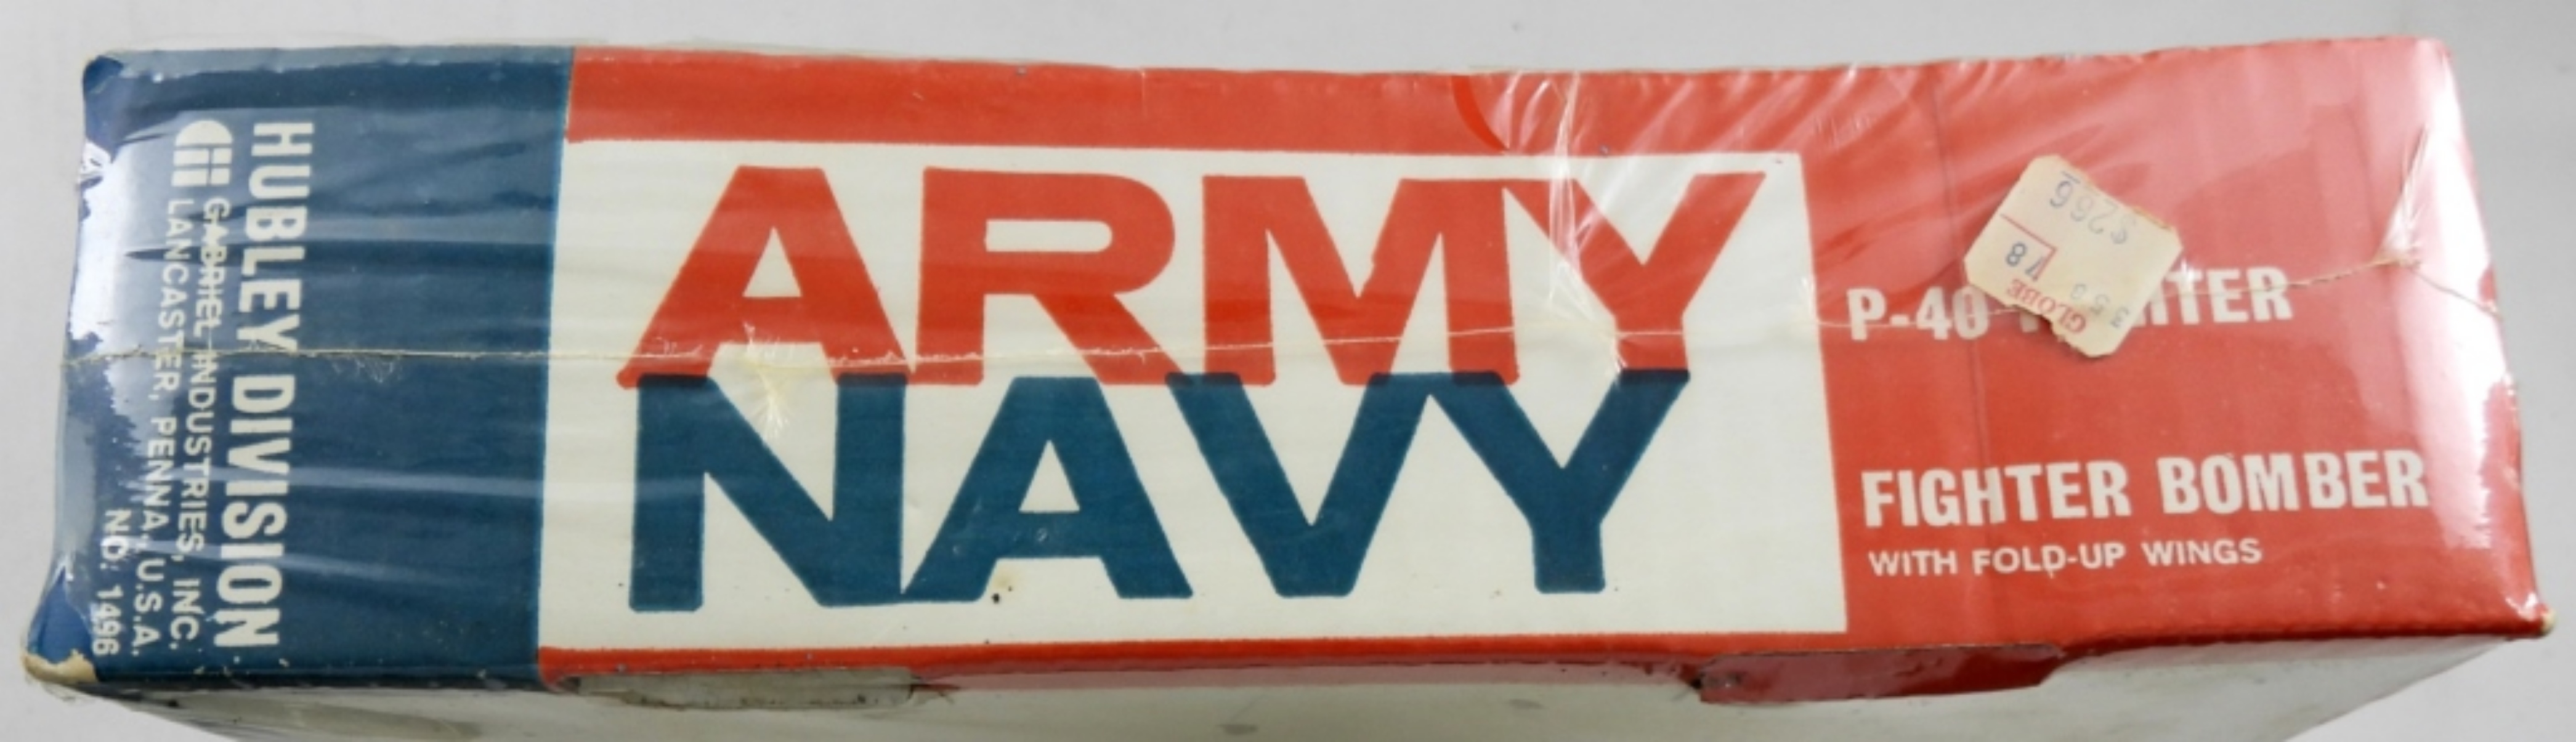 HUBLEY DIVISION
GABRIEL INDUSTRIES, INC.
LANCASTER, PENNA., U.S.A.
NO. 1496
ARMY
NAVY
P-40
FIGHTER BOMBER
WITH FOLD-UP WINGS
GLOBE
V8
$266